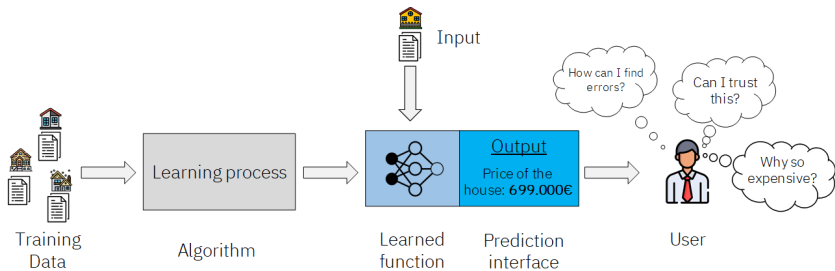 Input
How can I find
errors?
Can I trust
this?
Why so
expensive?
Learning process
Output
Price of the
house: 699.000€
Training
Data
Algorithm
Learned
function
Prediction
interface
User